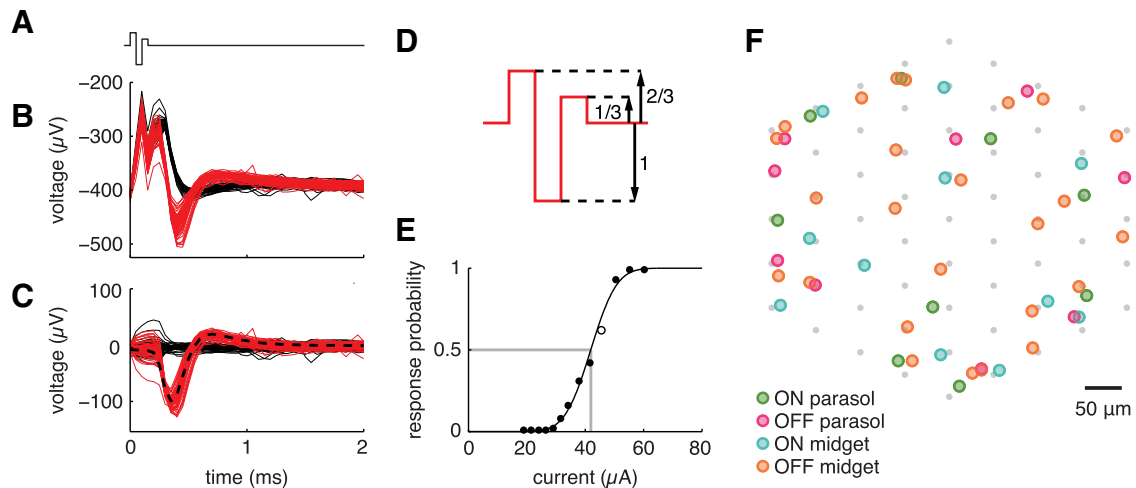 A
B
−200
−300
−400
−500
voltage (µV)
C
100
0
−100
voltage (µV)
0
1
2
time (ms)
D
2/3
1/3
1
E
1
0.5
0
response probability
0
20
40
60
80
current (µA)
F
ON parasol
OFF parasol
ON midget
OFF midget
50 µm